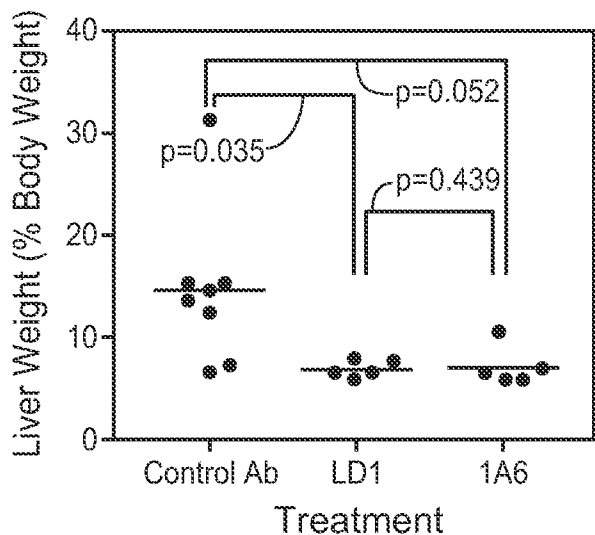 Liver Weight (% Body Weight)
40
30
20
10
0
p=0.052
p=0.035
p=0.439
Control Ab LD1 1A6
Treatment